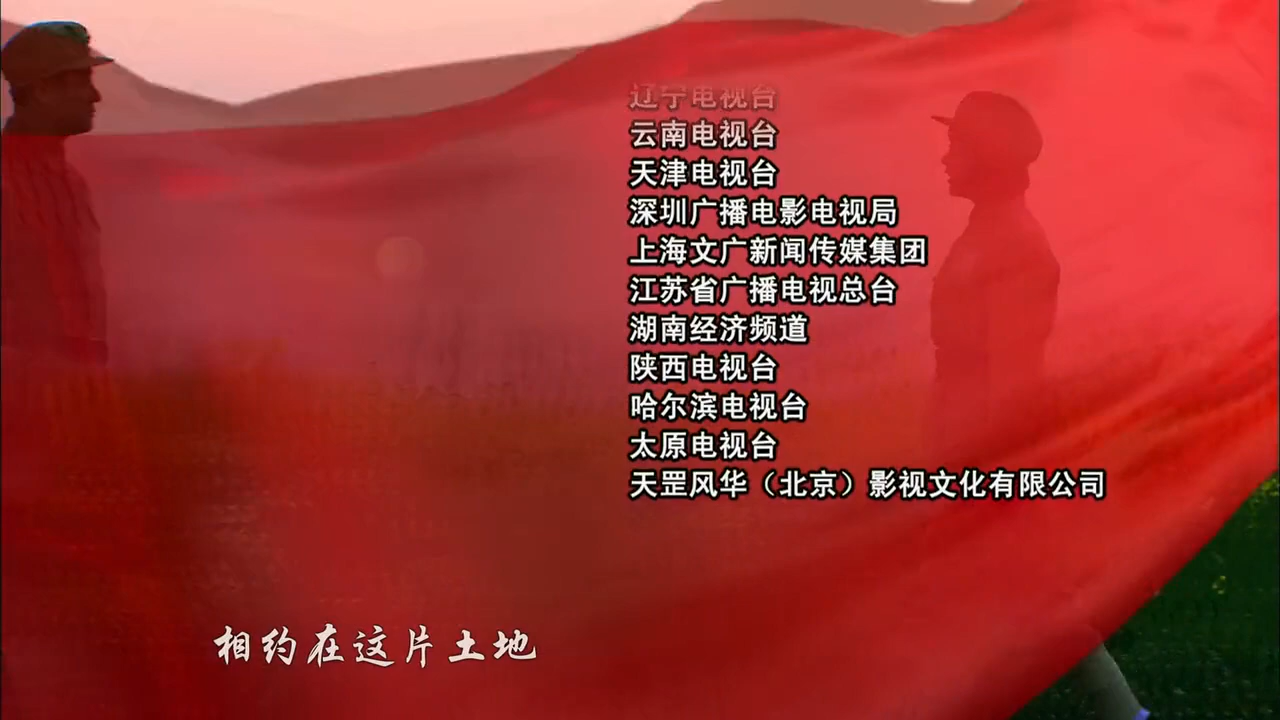 辽宁电视台
云南电视台
天津电视台
深圳广播电影电视局
上海文广新闻传媒集团
江苏省广播电视总台
湖南经济频道
陕西电视台
哈尔滨电视台
太原电视台
天罡风华（北京）影视文化有限公司
相约在这片土地